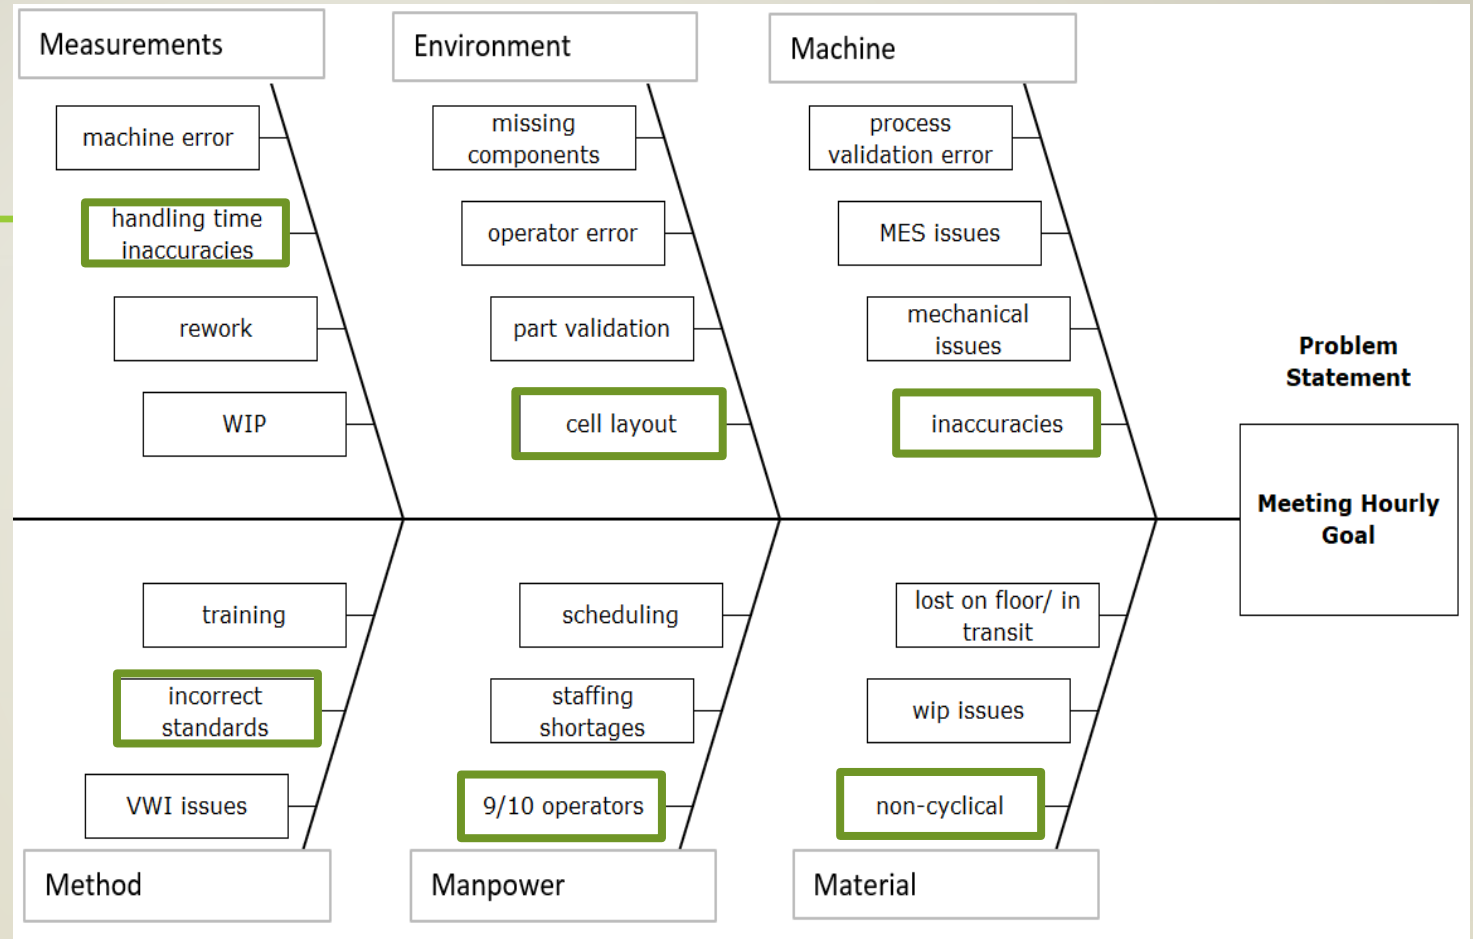 Measurements
machine error
handling time
inaccuracies
rework
WIP
Environment
missing
components
operator error
part validation
cell layout
Machine
process
validation error
MES issues
mechanical
issues
inaccuracies
Problem
Statement
Meeting Hourly
Goal
training
incorrect
standards
VWI issues
Method
scheduling
staffing
shortages
9/10 operators
Manpower
lost on floor/ in
transit
wip issues
non-cyclical
Material